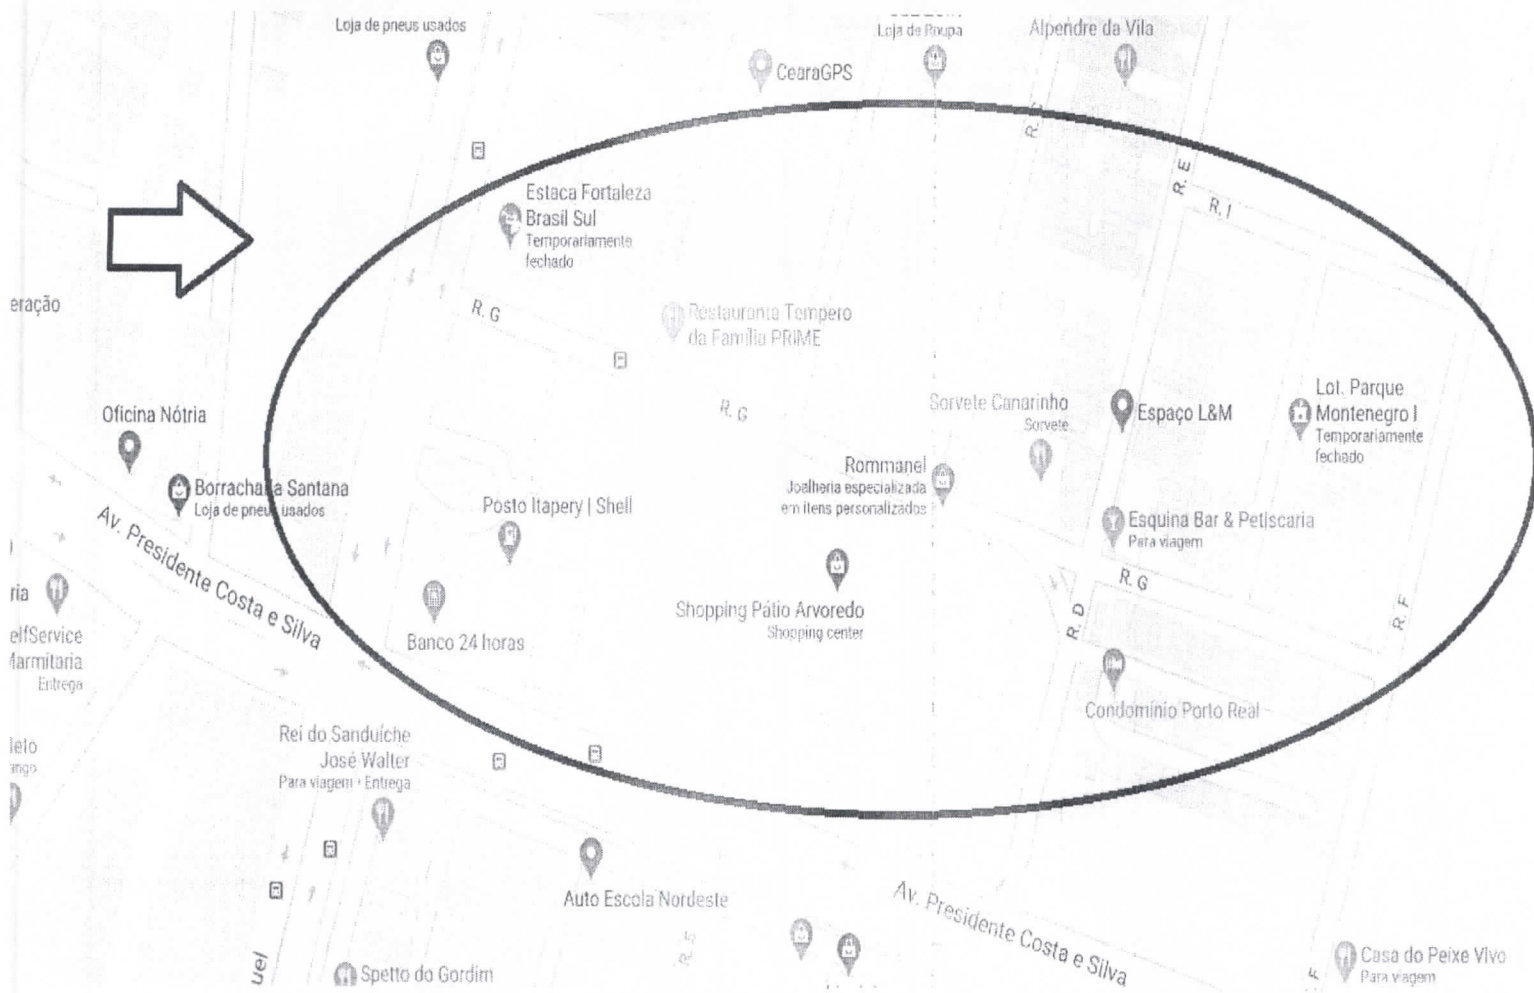 Loja de pneus usados
Loja de Roupa
Alpendre da Vila
CearaGPS
R. E
R. I
Estaca Fortaleza
Brasil Sul
Temporariamente
fechado
eração
R. G
Restaurante Tempero
da Família PRIME
R. G
Sorvete Canarinho
Sorvete
Espaço L&M
Lot. Parque
Montenegro I
Temporariamente
fechado
Oficina Nótria
Borracharia Santana
Loja de pneus usados
Rommanel
Joalheria especializada
em itens personalizados
Posto Itapery | Shell
Esquina Bar & Petiscaria
Para viagem
Av. Presidente Costa e Silva
R. G
ria
Banco 24 horas
Shopping Pátio Arvoredo
Shopping center
R. D
R. F
elfService
Marmitaria
Entrega
Condomínio Porto Real
Rei do Sanduíche
José Walter
Para viagem · Entrega
leto
ango
Auto Escola Nordeste
Av. Presidente Costa e Silva
uel
Spetto do Gordim
Casa do Peixe Vivo
Para viagem
F